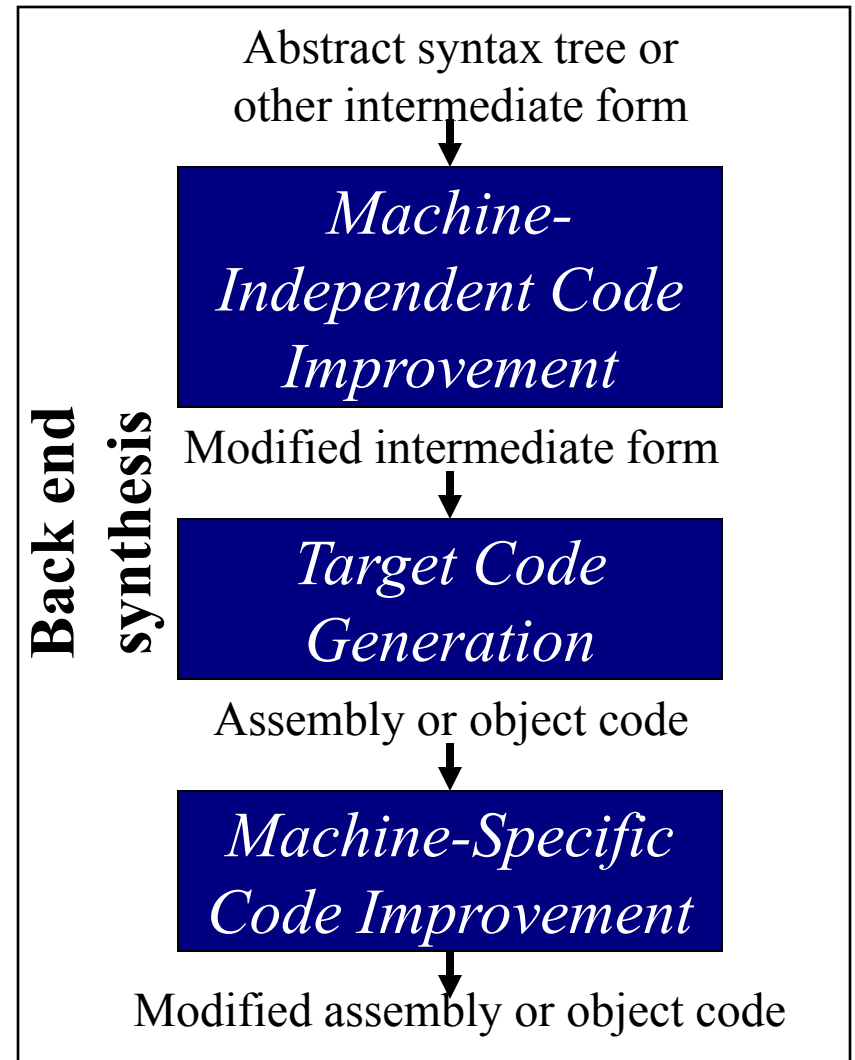 Abstract syntax tree or
other intermediate form
Machine-
Independent Code
Improvement
Modified intermediate form
Back end
synthesis
Target Code
Generation
Assembly or object code
Machine-Specific
Code Improvement
Modified assembly or object code